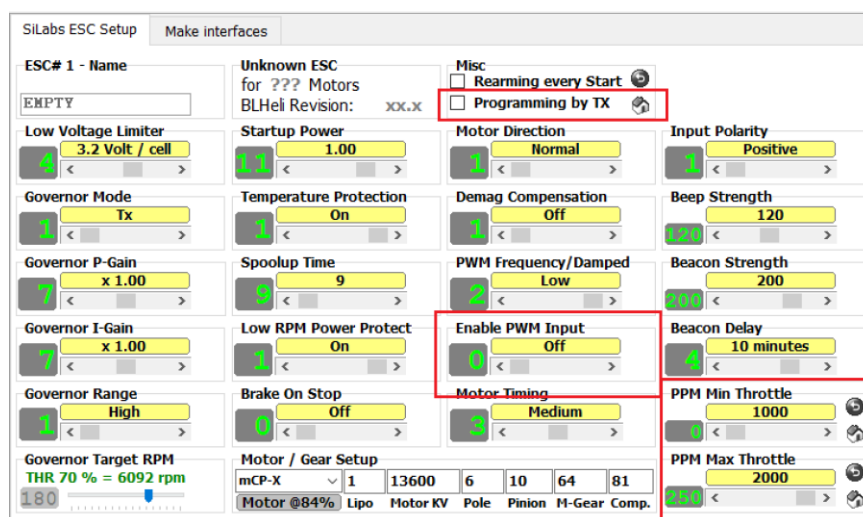 SiLabs ESC Setup
Make interfaces
ESC# 1 - Name
EMPTY
Unknown ESC
for ??? Motors
BLHeli Revision: xx.x
Misc
Rearming every Start
Programming by TX
Low Voltage Limiter
4 3.2 Volt / cell
Startup Power
11 1.00
Motor Direction
1 Normal
Input Polarity
1 Positive
Governor Mode
1 Tx
Temperature Protection
1 On
Demag Compensation
1 Off
Beep Strength
120 120
Governor P-Gain
7 x 1.00
Spoolup Time
9 9
PWM Frequency/Damped
2 Low
Beacon Strength
200 200
Governor I-Gain
7 x 1.00
Low RPM Power Protect
1 On
Enable PWM Input
0 Off
Beacon Delay
4 10 minutes
Governor Range
1 High
Brake On Stop
0 Off
Motor Timing
3 Medium
PPM Min Throttle
0 1000
Governor Target RPM
THR 70 % = 6092 rpm
180
Motor / Gear Setup
mCP-X 1 13600 6 10 64 81
Motor @84% Lipo Motor KV Pole Pinion M-Gear Comp.
PPM Max Throttle
250 2000